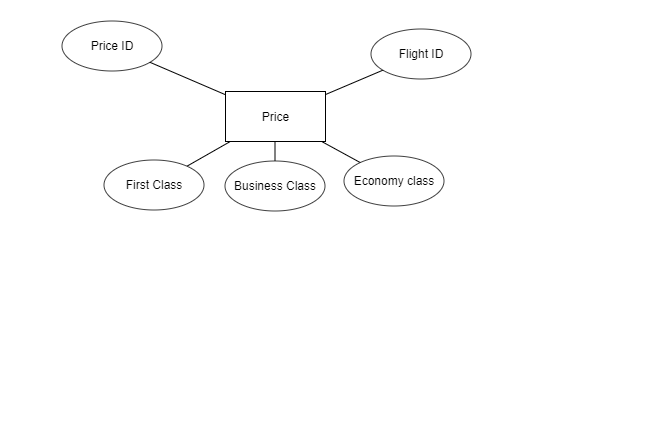 Price ID
Flight ID
Price
First Class
Business Class
Economy class